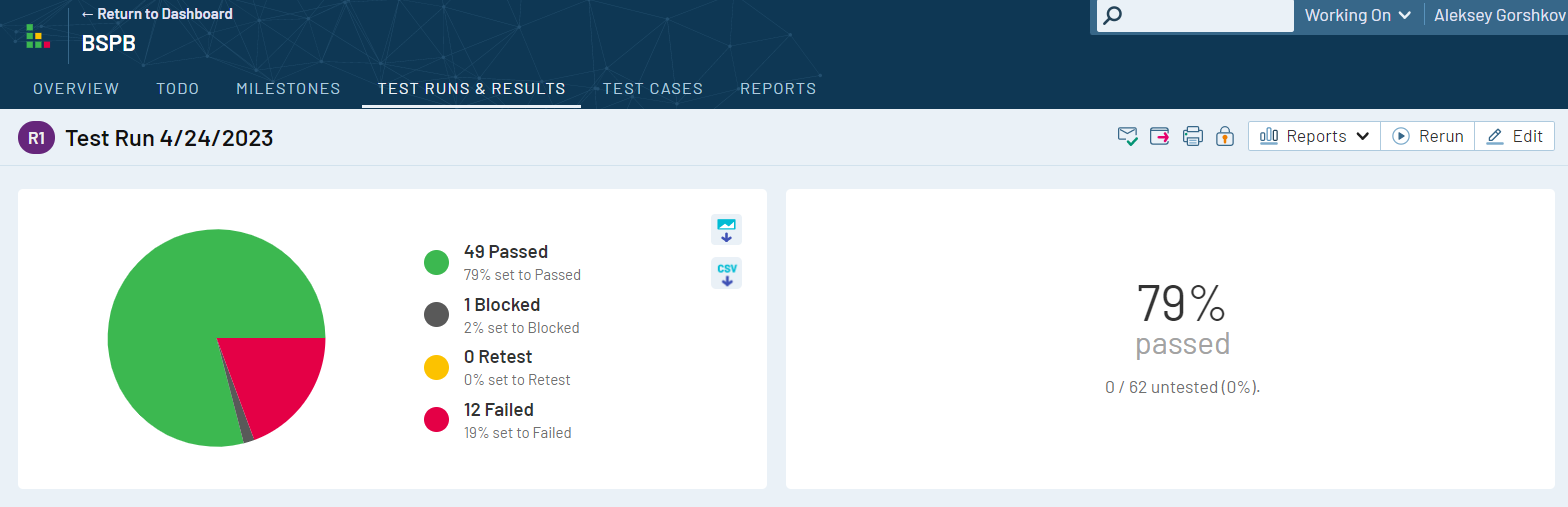 ← Return to Dashboard
BSPB
Working On
Aleksey Gorshkov
OVERVIEW TODO MILESTONES TEST RUNS & RESULTS TEST CASES REPORTS
R1 Test Run 4/24/2023
Reports Rerun Edit
49 Passed
79% set to Passed
1 Blocked
2% set to Blocked
0 Retest
0% set to Retest
12 Failed
19% set to Failed
CSV
79%
passed
0 / 62 untested (0%).